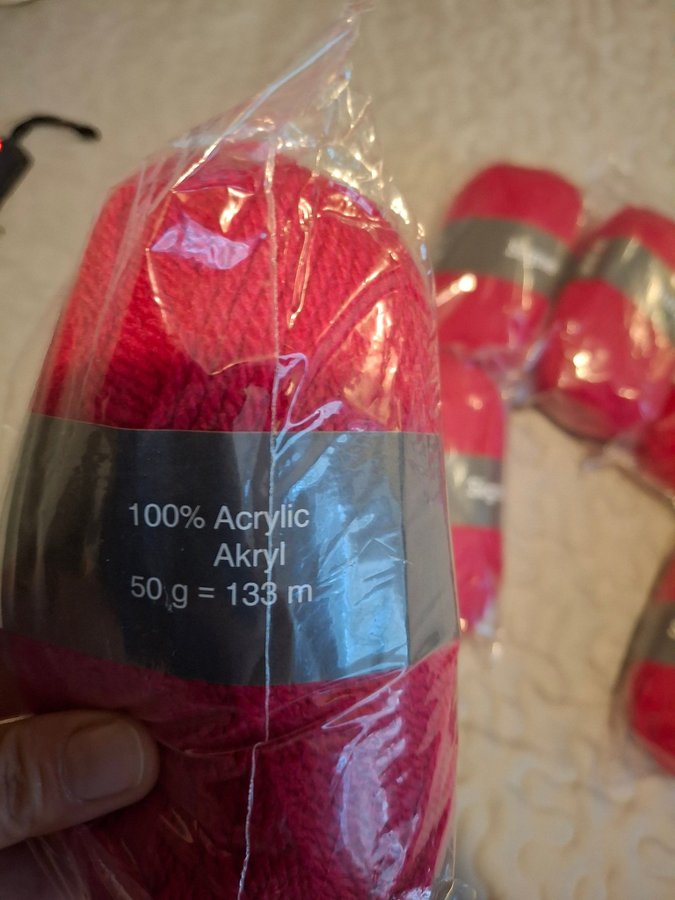 100% Acrylic
Akryl
50 g = 133 m